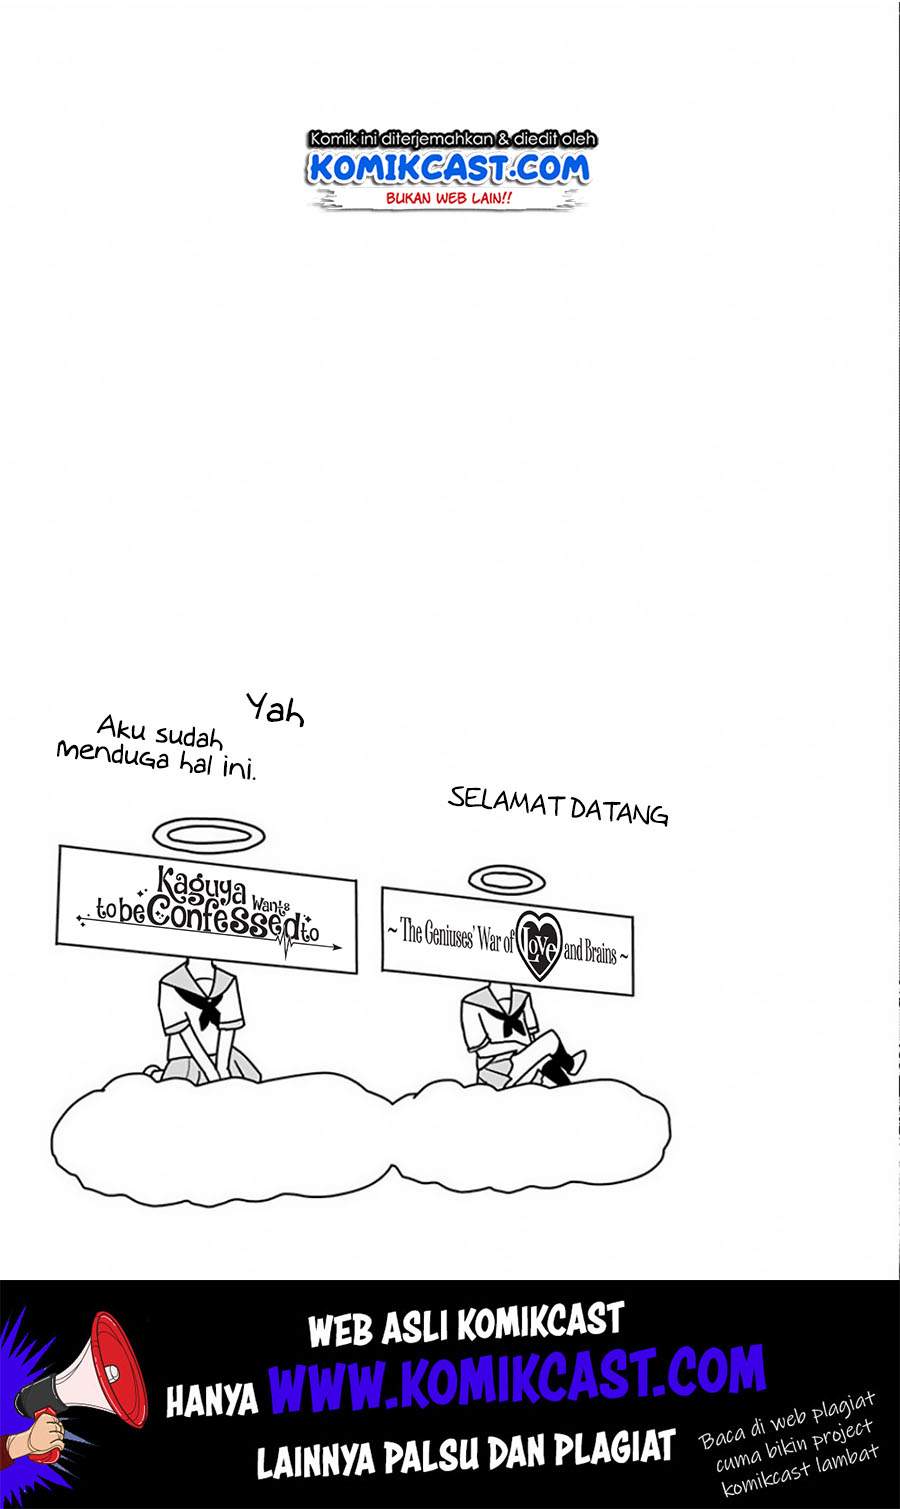 Komik ini diterjemahkan & diedit oleh
KOMIKCAST.COM
BUKAN WEB LAIN!!
Yah
Aku sudah
menduga hal ini.
SELAMAT DATANG
Kaguya Wants
to be Confessed to
~ The Geniuses' War of Love and Brains ~
WEB ASLI KOMIKCAST
HANYA WWW.KOMIKCAST.COM
LAINNYA PALSU DAN PLAGIAT
Baca di web plagiat
cuma bikin project
komikcast lambat